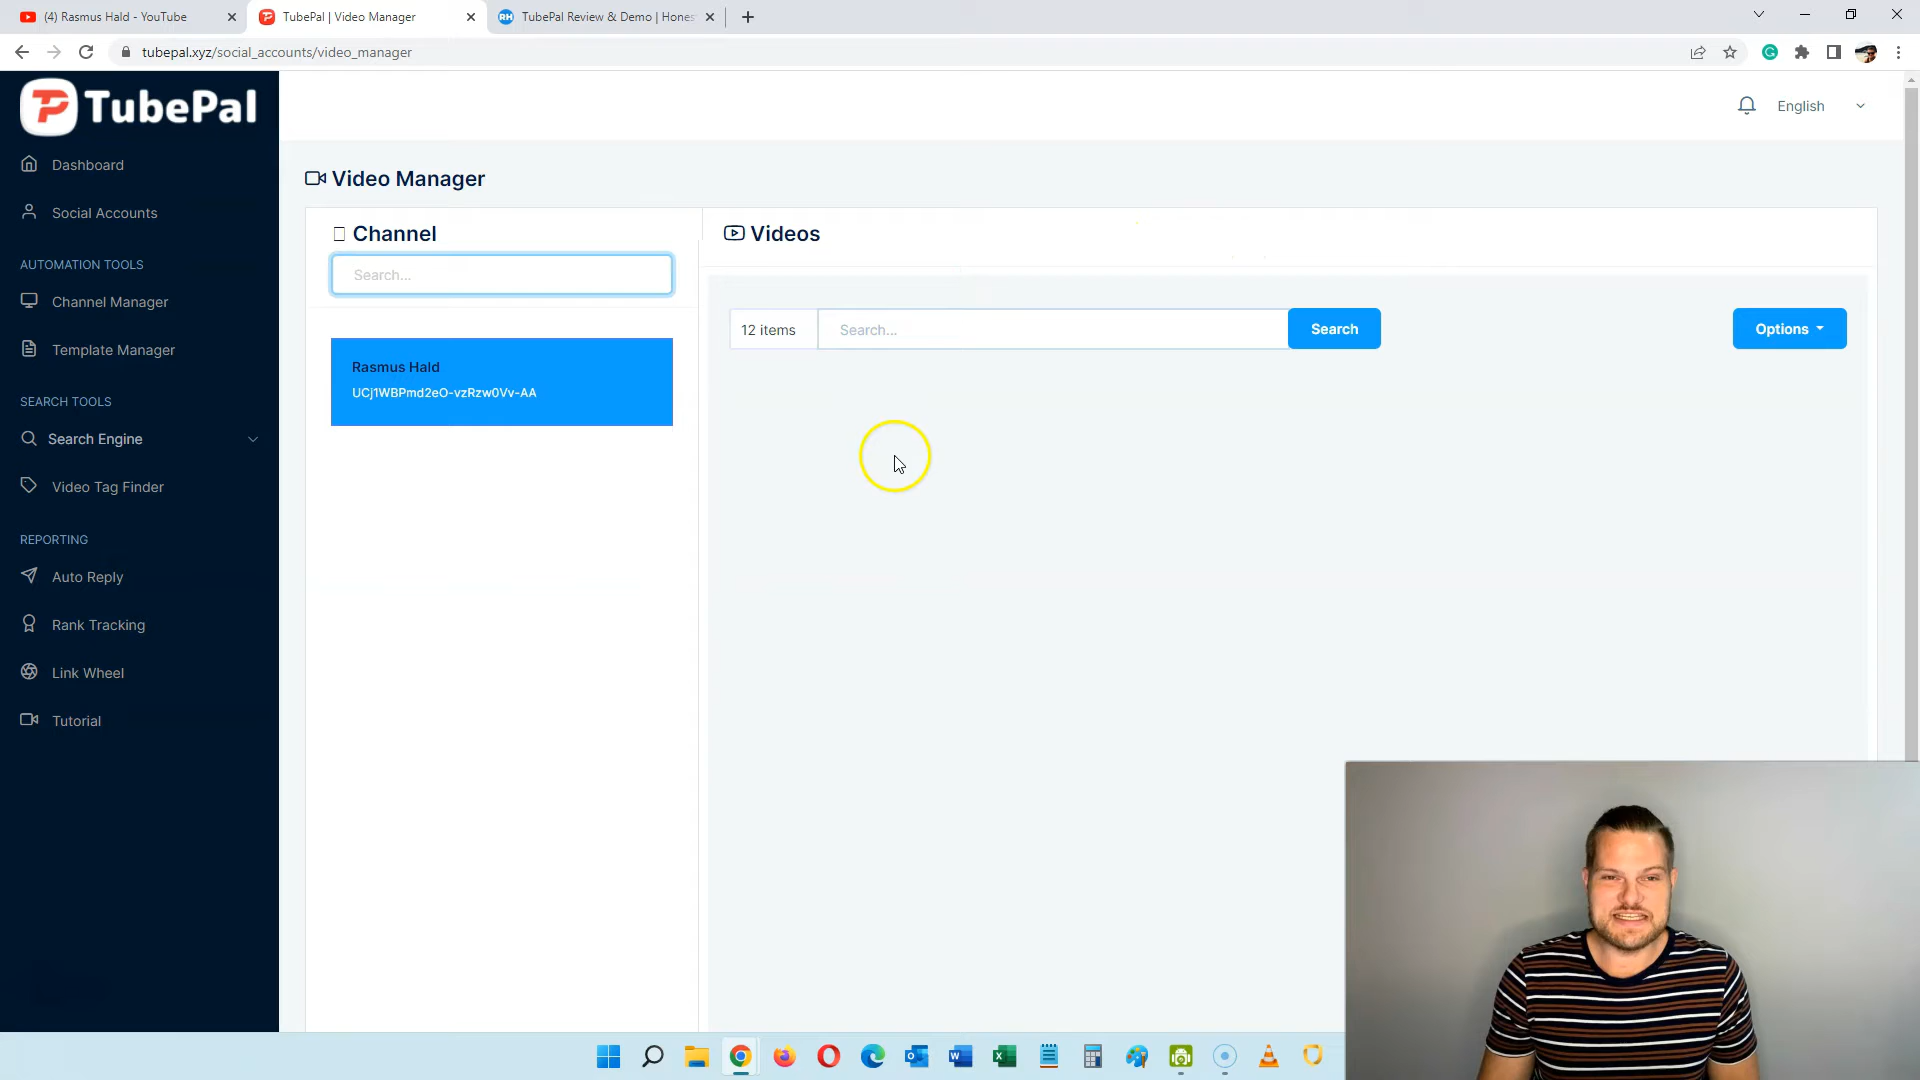 (4) Rasmus Hald - YouTube
TubePal | Video Manager
RH
TubePal Review & Demo | Hones
tubepal.xyz/social_accounts/video_manager
TubePal
English
Dashboard
Social Accounts
AUTOMATION TOOLS
Channel Manager
Template Manager
SEARCH TOOLS
Search Engine
Video Tag Finder
REPORTING
Auto Reply
Rank Tracking
Link Wheel
Tutorial
Video Manager
Channel
Search...
Rasmus Hald
UCj1WBPmd2eO-vzRzw0Vv-AA
Videos
12 items
Search...
Search
Options